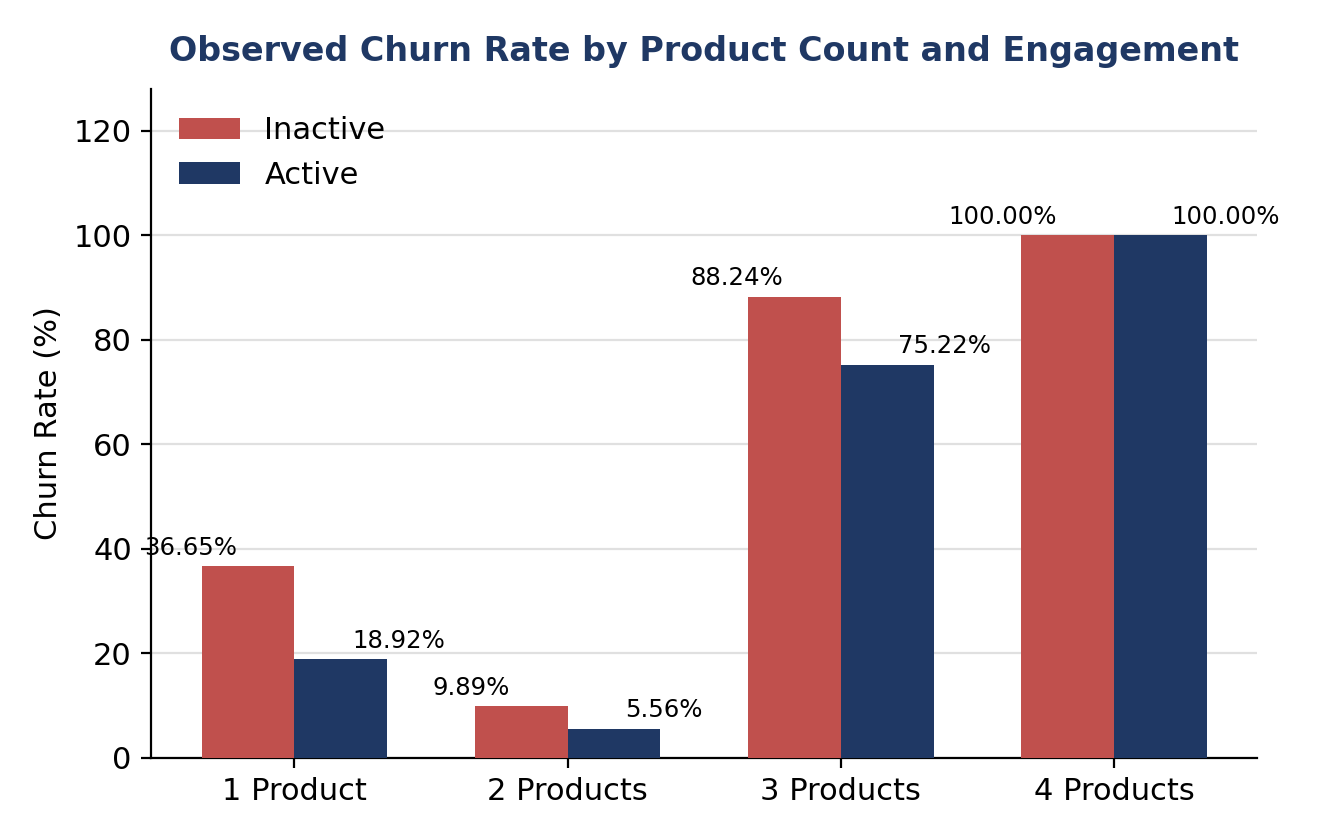 Observed Churn Rate by Product Count and Engagement
Inactive
Active
Churn Rate (%)
120
100
80
60
40
20
0
36.65%
18.92%
9.89%
5.56%
88.24%
75.22%
100.00%
100.00%
1 Product
2 Products
3 Products
4 Products